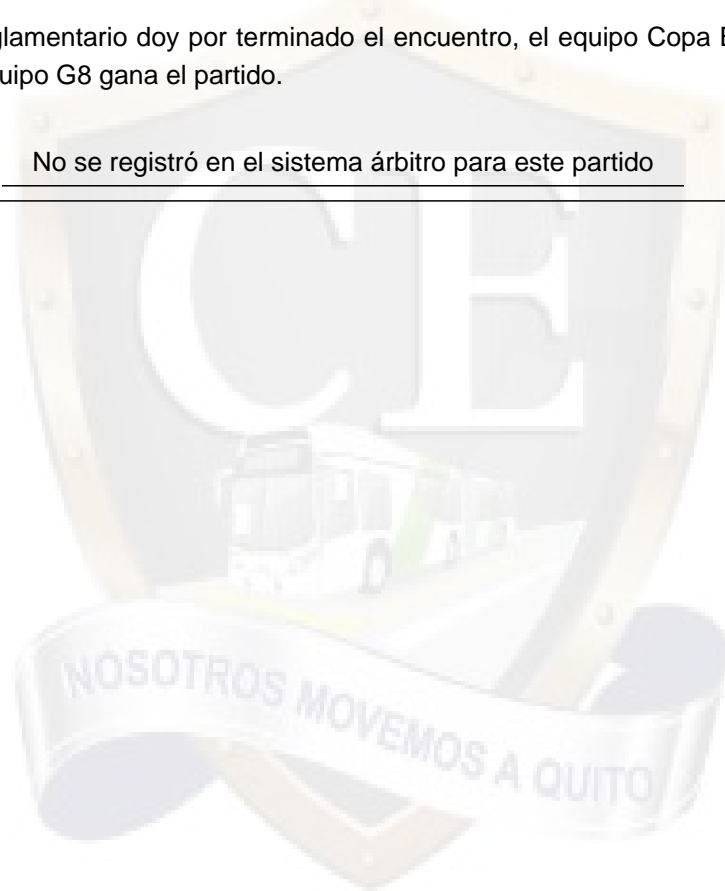 glamentario doy por terminado el encuentro, el equipo Copa
uipo G8 gana el partido.
No se registró en el sistema árbitro para este partido
CE
NOSOTROS MOVEMOS A QUITO